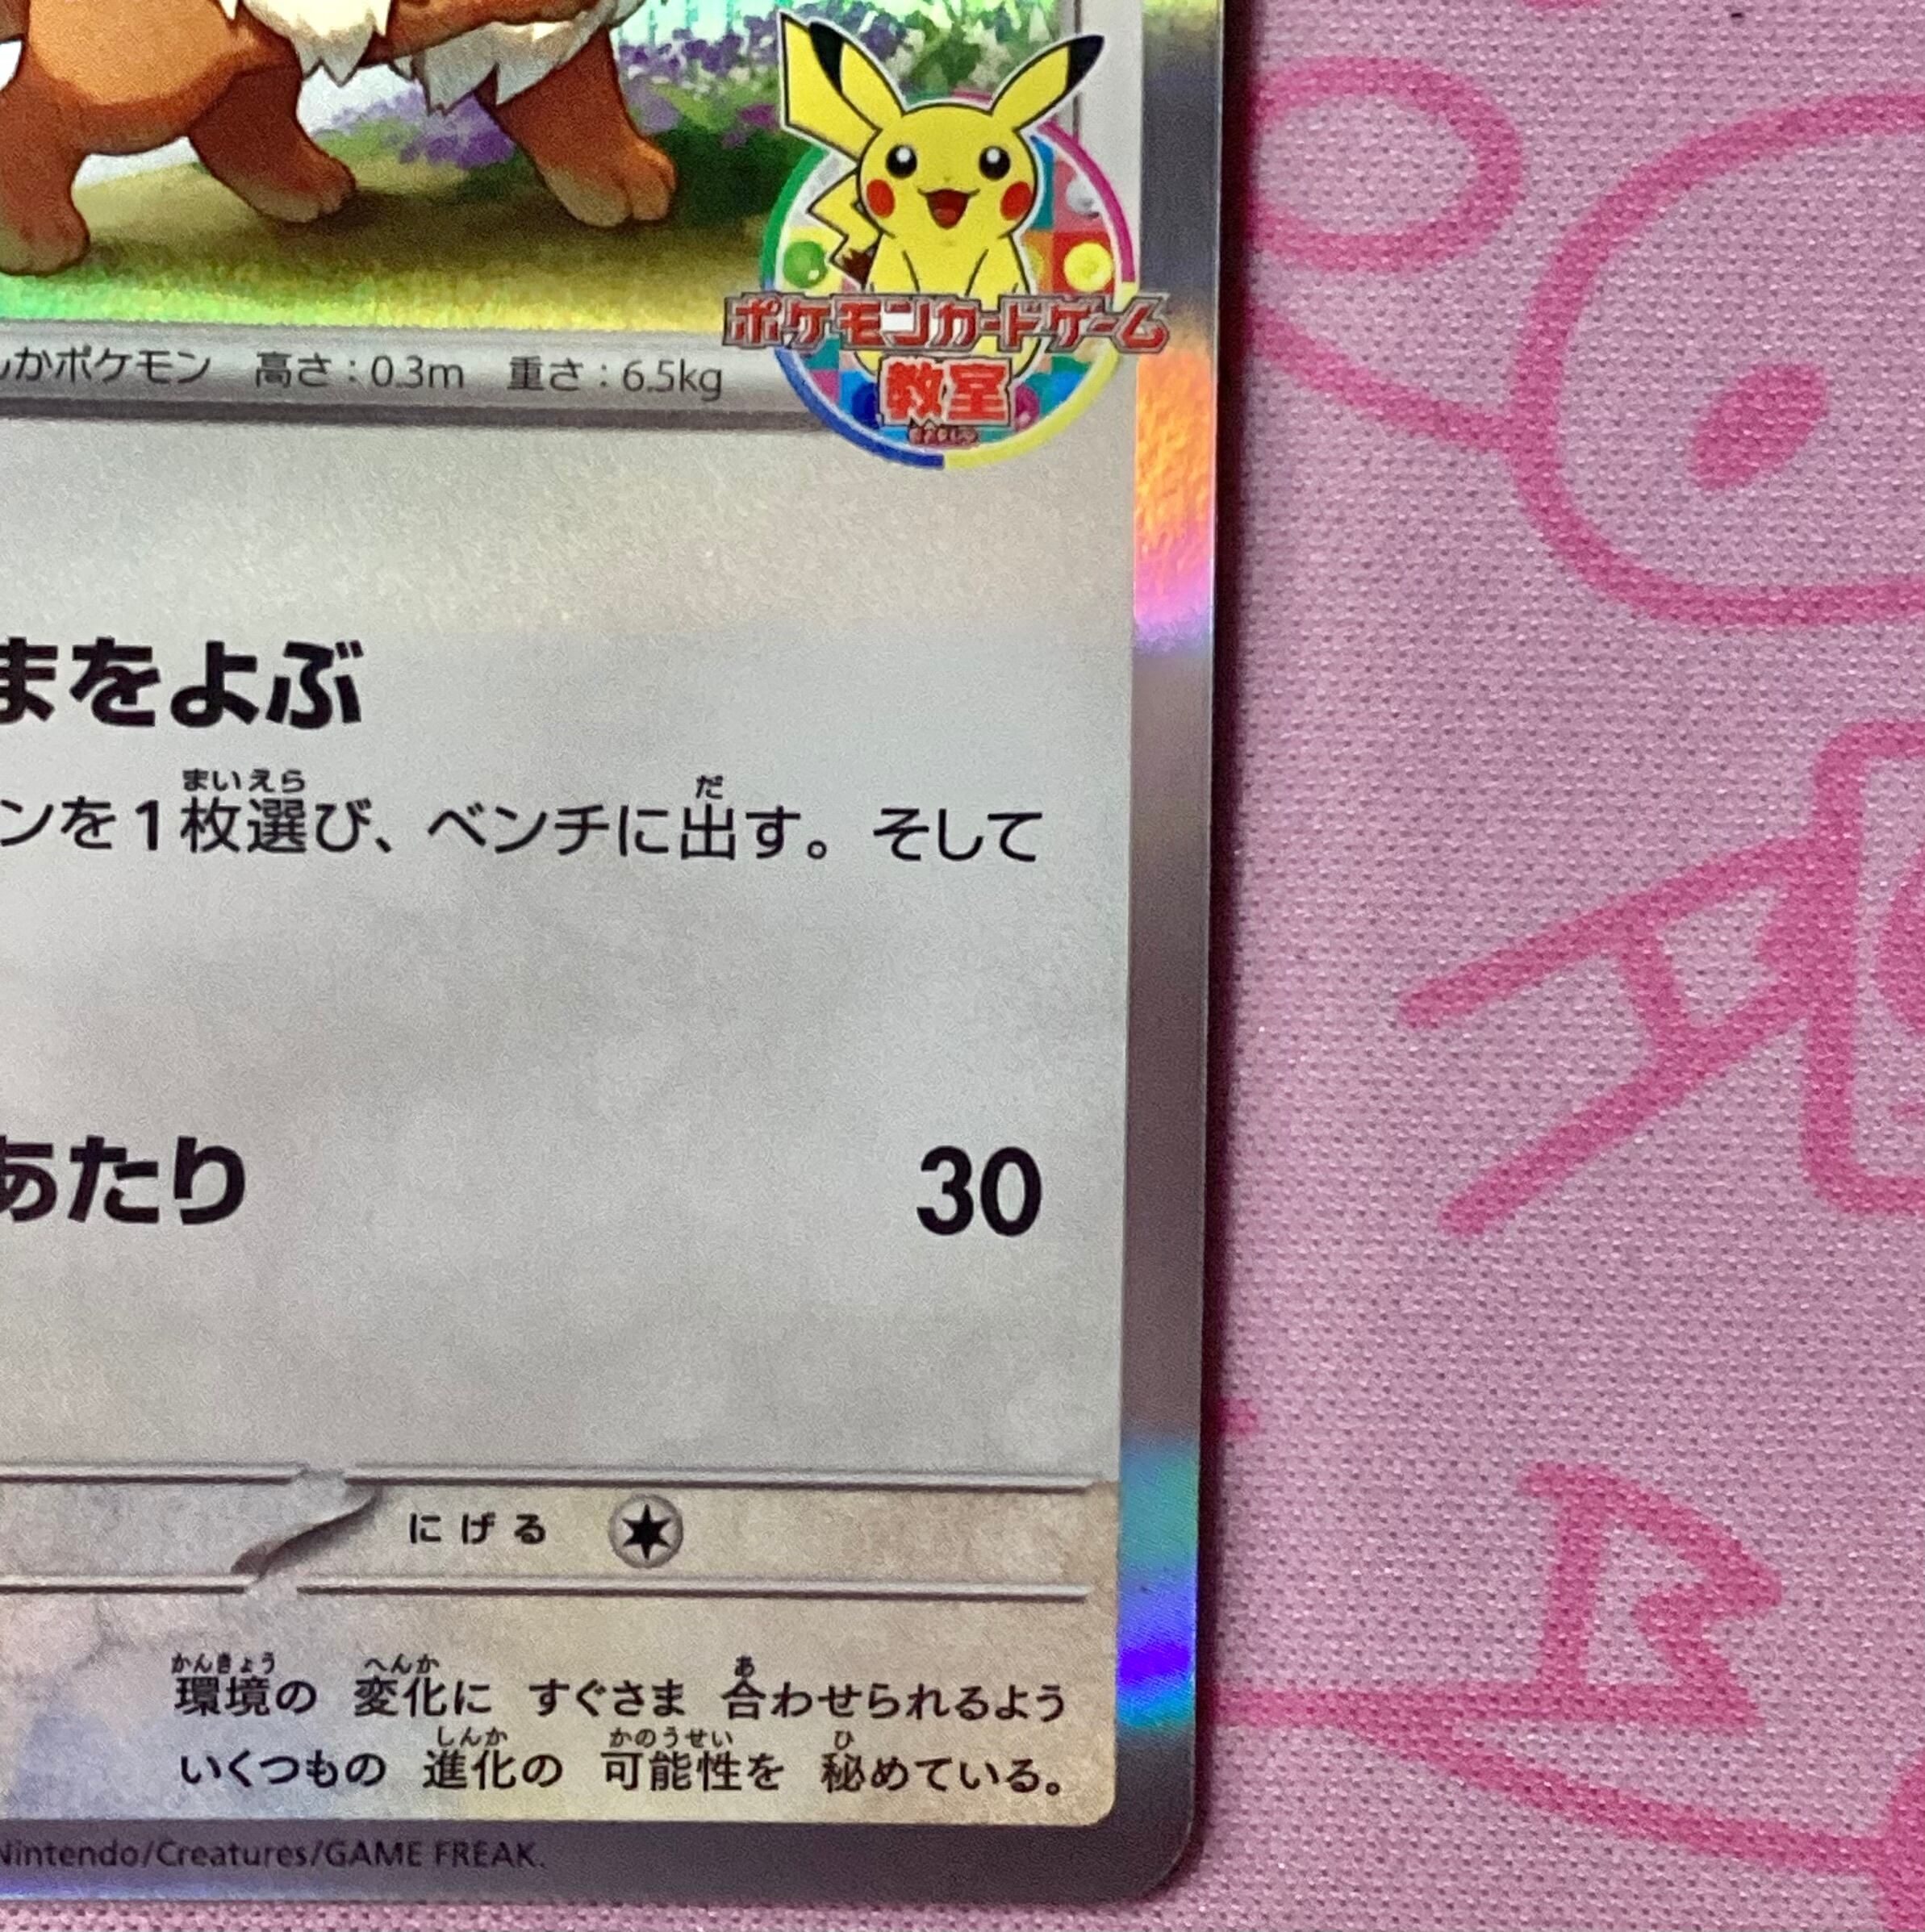 ポケモンカードゲーム
教室
んかポケモン 高さ：0.3m 重さ：6.5kg
まをよぶ
まい えら だ
ンを1枚選び、ベンチに出す。そして
あたり 30
にげる
かんきょう へんか あ
環境の 変化に すぐさま 合わせられるよう
しんか かのうせい ひ
いくつもの 進化の 可能性を 秘めている。
Nintendo/Creatures/GAME FREAK.